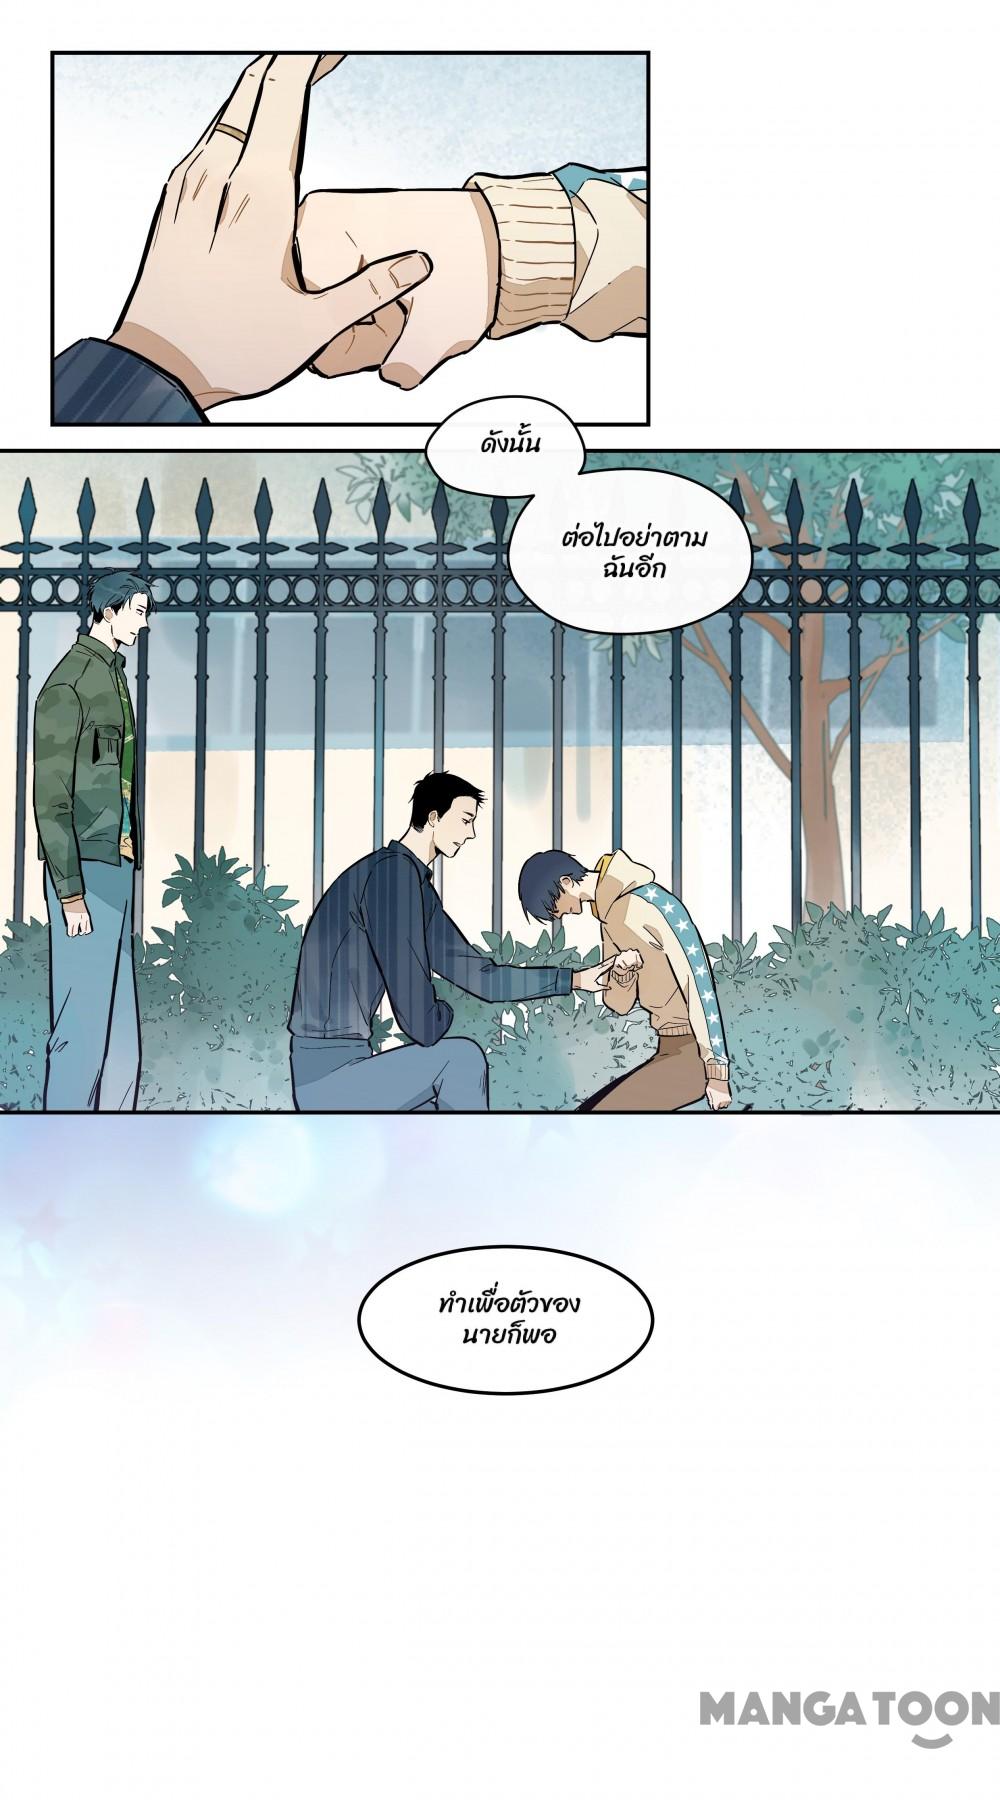 ดังนั้น
ต่อไปอย่าตาม
ฉันอีก
ทำเพื่อตัวของ
นายก็พอ
MANGATOON